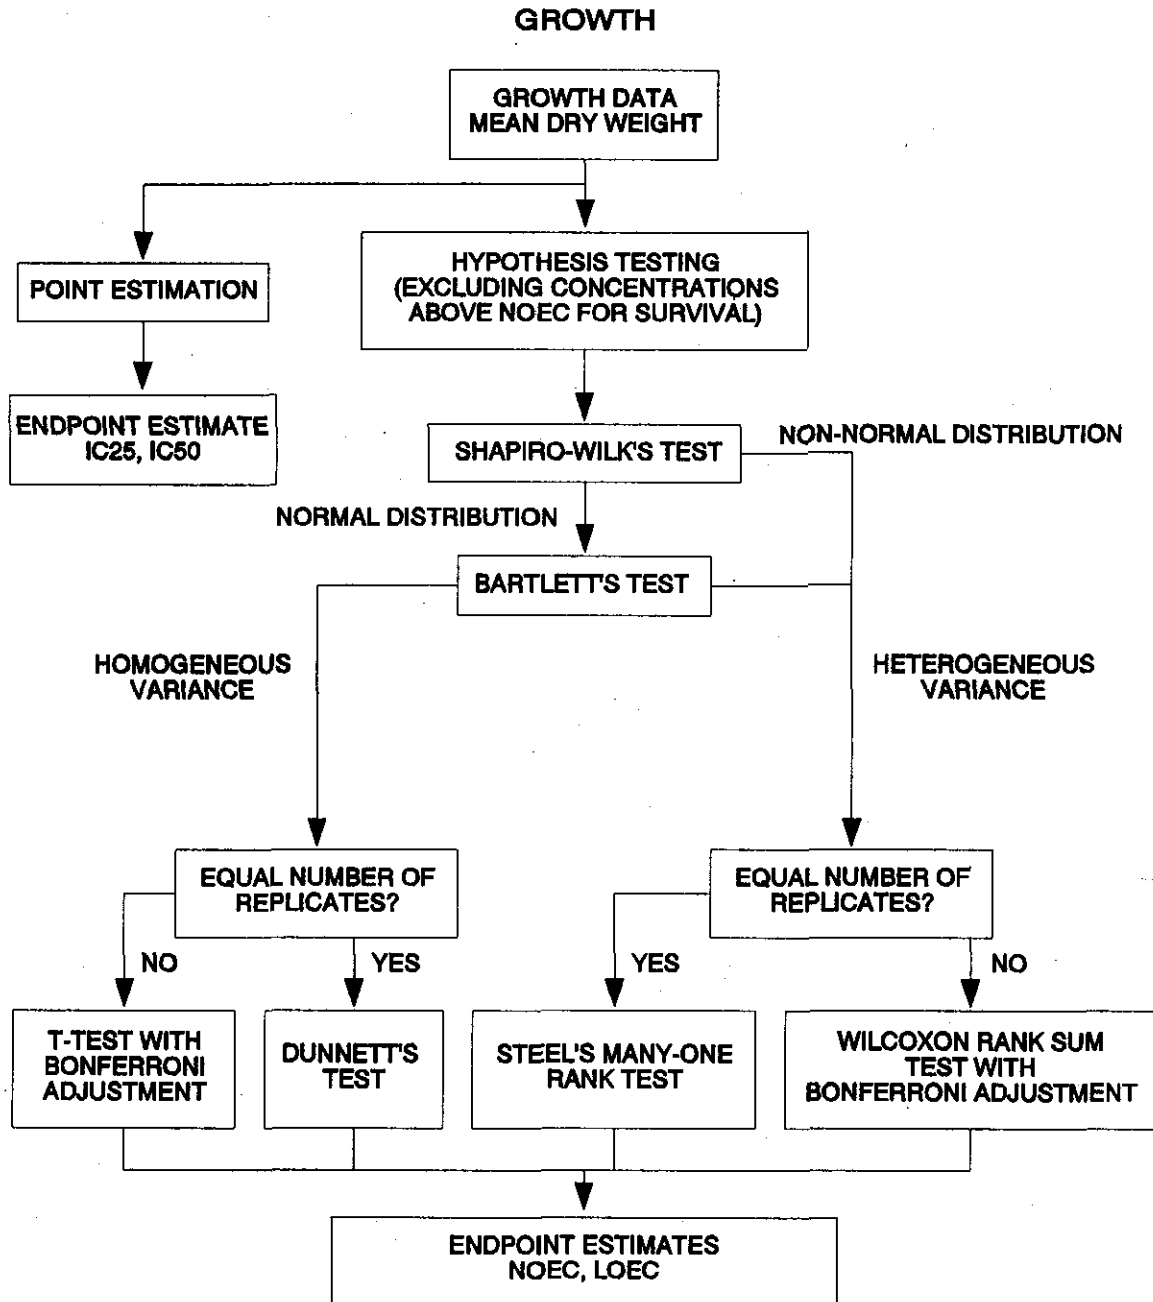 GROWTH
GROWTH DATA
MEAN DRY WEIGHT
POINT ESTIMATION
HYPOTHESIS TESTING
(EXCLUDING CONCENTRATIONS
ABOVE NOEC FOR SURVIVAL)
ENDPOINT ESTIMATE
IC25, IC50
SHAPIRO-WILK'S TEST
NON-NORMAL DISTRIBUTION
NORMAL DISTRIBUTION
BARTLETT'S TEST
HOMOGENEOUS
VARIANCE
HETEROGENEOUS
VARIANCE
EQUAL NUMBER OF
REPLICATES?
EQUAL NUMBER OF
REPLICATES?
NO
YES
YES
NO
T-TEST WITH
BONFERRONI
ADJUSTMENT
DUNNETT'S
TEST
STEEL'S MANY-ONE
RANK TEST
WILCOXON RANK SUM
TEST WITH
BONFERRONI ADJUSTMENT
ENDPOINT ESTIMATES
NOEC, LOEC